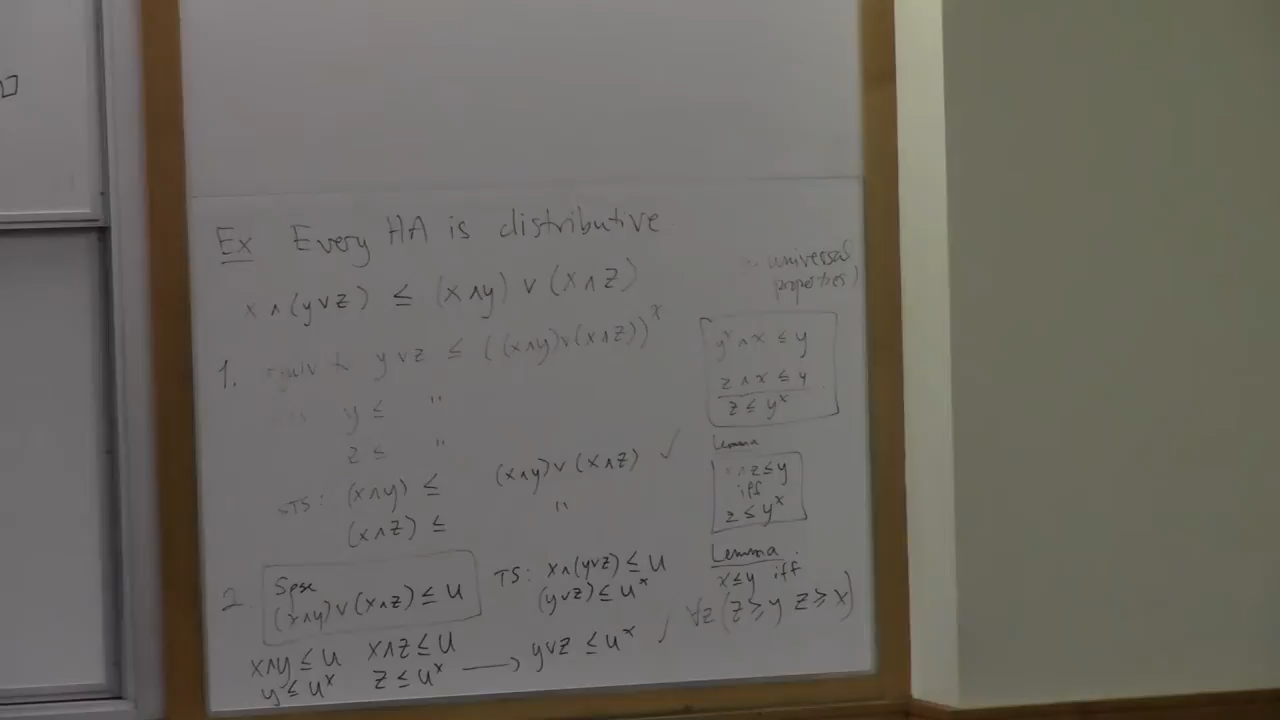 Ex Every HA is distributive
x ∧ (y ∨ z) ≤ (x ∧ y) ∨ (x ∧ z)
1. y ∨ z ≤ ((x∧y)∨(x∧z))^x
y ≤ "
z ≤ "
TS: (x∧y) ≤ (x∧y)∨(x∧z) ✓
(x∧z) ≤ "
2. Spse
(x∧y)∨(x∧z) ≤ u
TS: x∧(y∨z) ≤ u
(y∨z) ≤ u^x
x∧y ≤ u x∧z ≤ u
y ≤ u^x z ≤ u^x ⟶ y∨z ≤ u^x ✓
universal
properties)
y^x ∧ x ≤ y
z ∧ x ≤ y
z ≤ y^x
Lemma
∧ z ≤ y
iff
z ≤ y^x
Lemma
x ≤ y iff
∀z (z ≥ y z ≥ x)